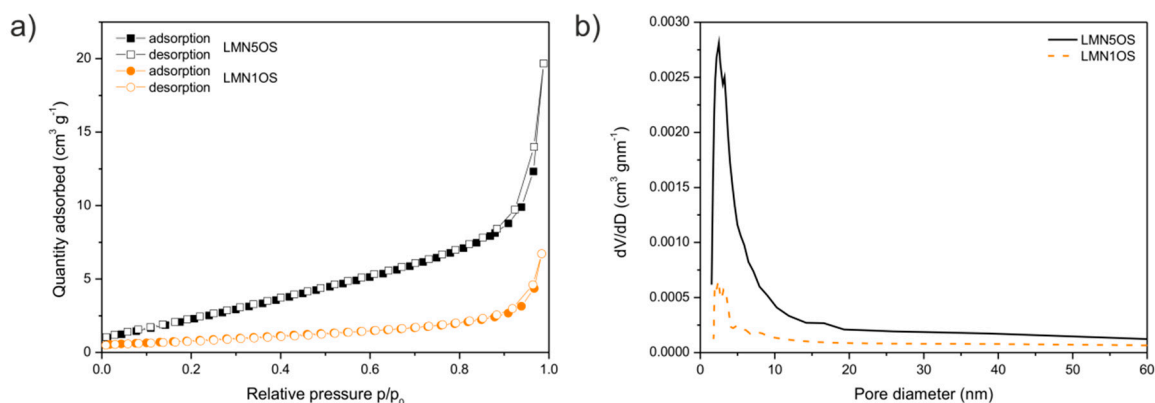 a)
adsorption
desorption
LMN5OS
adsorption
desorption
LMN1OS
20
15
10
5
0
Quantity adsorbed (cm³ g⁻¹)
0.0 0.2 0.4 0.6 0.8 1.0
Relative pressure p/p₀
b)
LMN5OS
LMN1OS
0.0030
0.0025
0.0020
0.0015
0.0010
0.0005
0.0000
dV/dD (cm³ gnm⁻¹)
0 10 20 30 40 50 60
Pore diameter (nm)